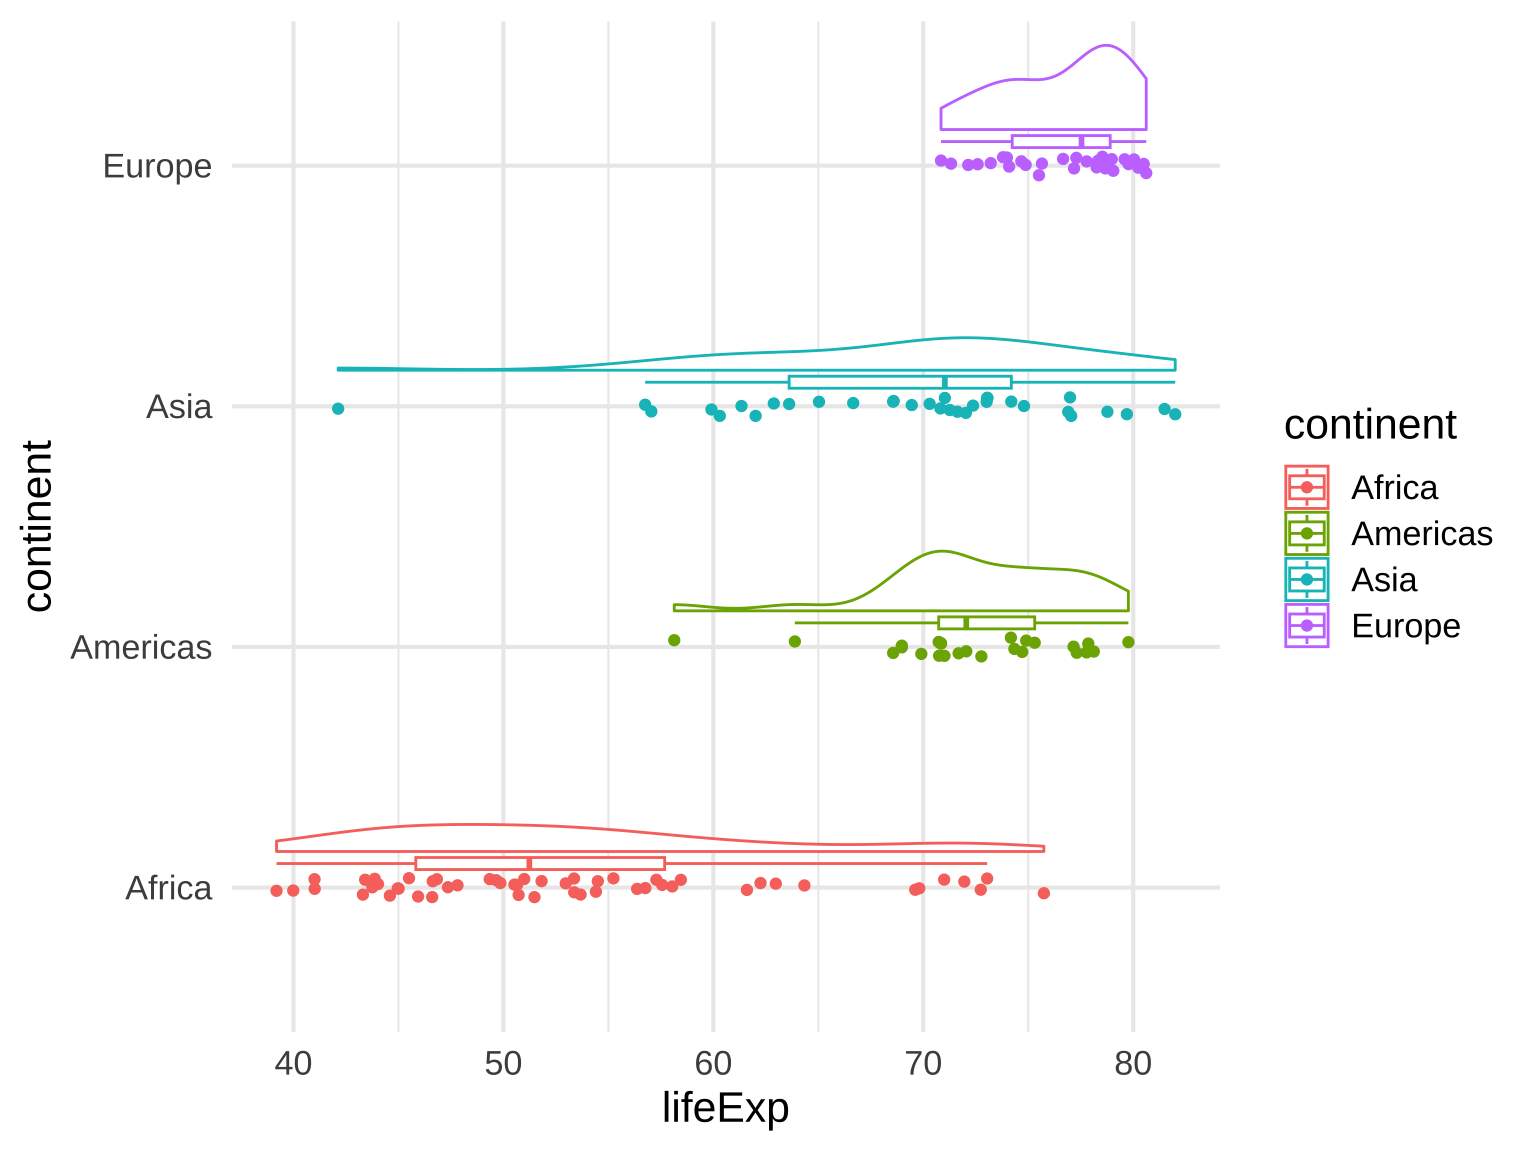 Europe
Asia
Americas
Africa
continent
40 50 60 70 80
lifeExp
continent
Africa
Americas
Asia
Europe